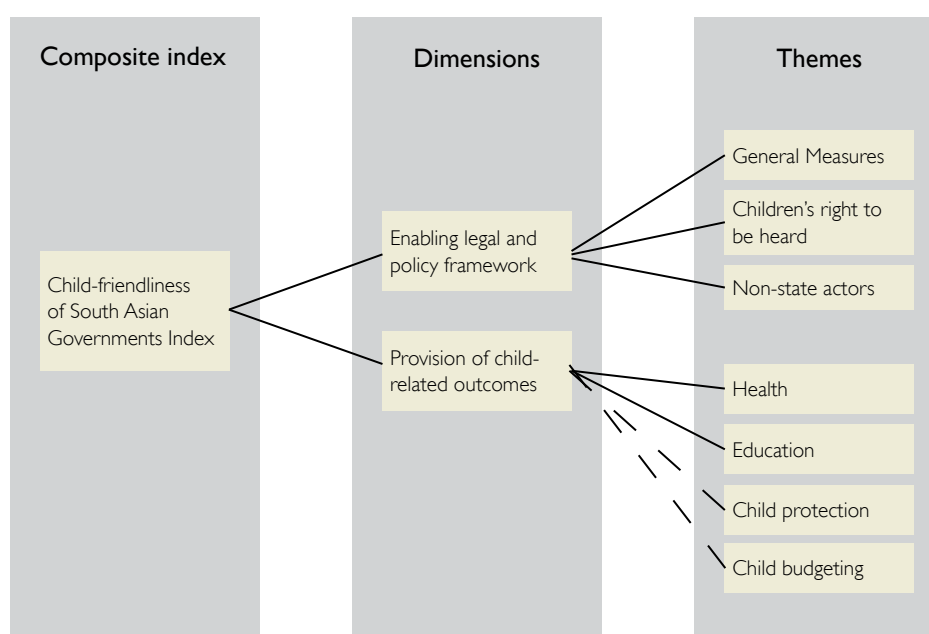 Composite index
Dimensions
Themes
Child-friendliness
of South Asian
Governments Index
Enabling legal and
policy framework
Provision of child-
related outcomes
General Measures
Children’s right to
be heard
Non-state actors
Health
Education
Child protection
Child budgeting